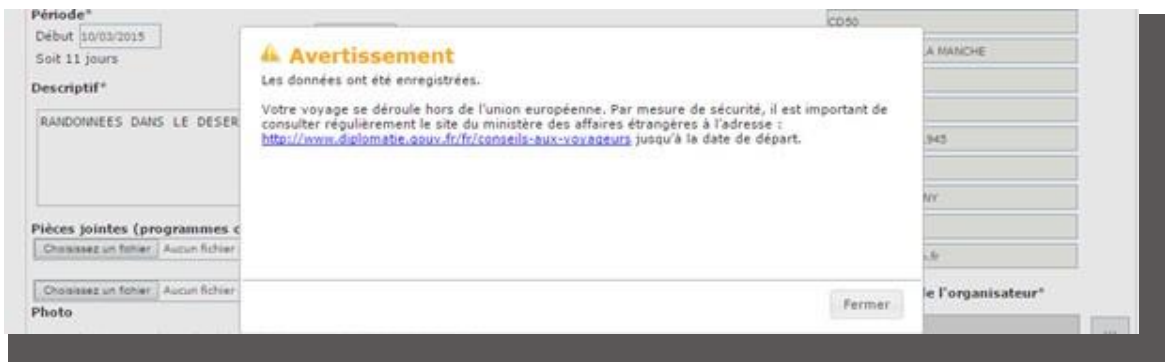 Période*
Début 10/03/2015
Soit 11 jours
Descriptif*
RANDONNEES DANS LE DESER
Pièces jointes (programmes c
Choisissez un fichier Aucun fichier
Choisissez un fichier Aucun fichier
Photo
Avertissement
Les données ont été enregistrées.
Votre voyage se déroule hors de l'union européenne. Par mesure de sécurité, il est important de
consulter régulièrement le site du ministère des affaires étrangères à l'adresse :
http://www.diplomatie.gouv.fr/fr/conseils-aux-voyageurs jusqu'à la date de départ.
Fermer
CD50
A MANCHE
945
NY
.fr
le l'organisateur*
...